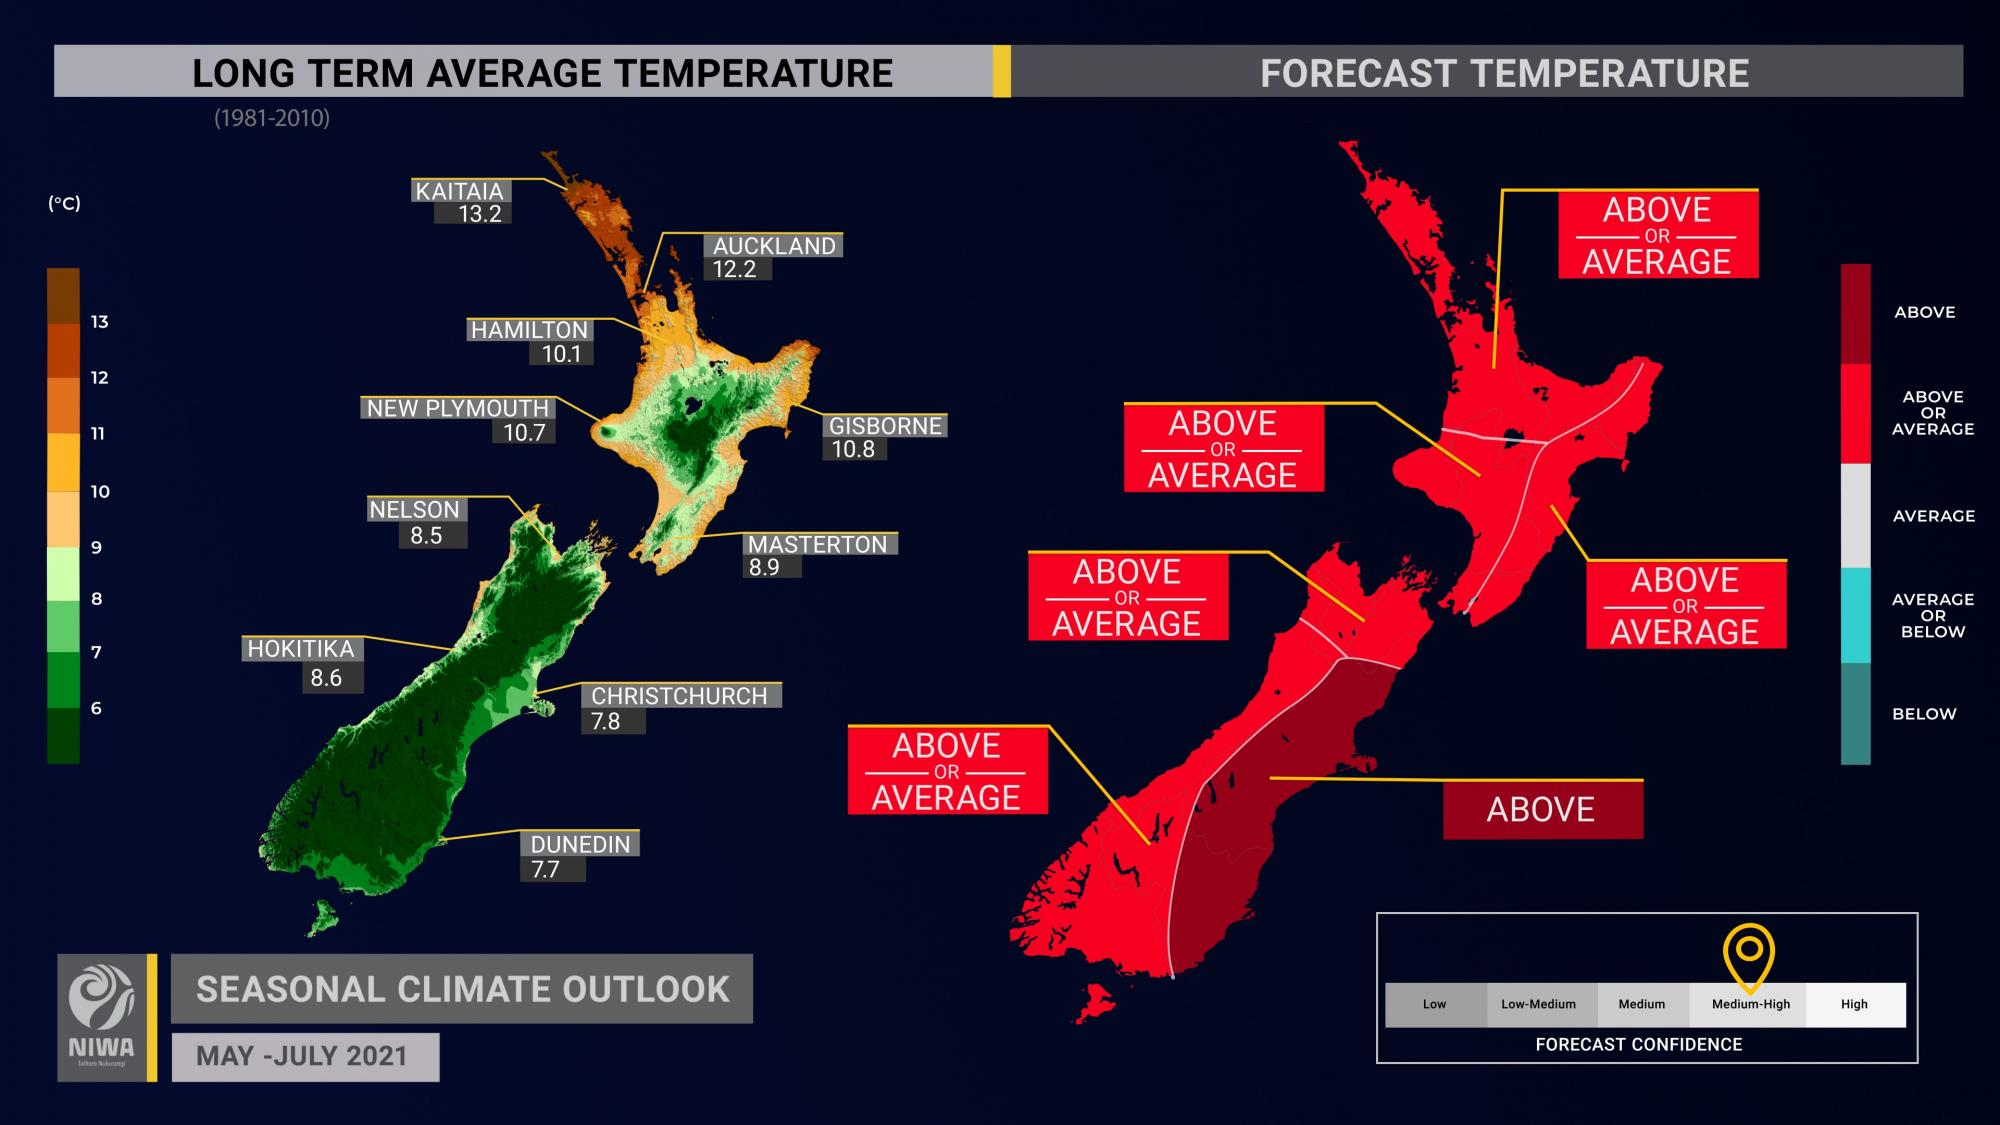 LONG TERM AVERAGE TEMPERATURE
FORECAST TEMPERATURE
(1981-2010)
(°C)
13
12
11
10
9
8
7
6
KAITAIA
13.2
AUCKLAND
12.2
HAMILTON
10.1
NEW PLYMOUTH
10.7
GISBORNE
10.8
NELSON
8.5
MASTERTON
8.9
HOKITIKA
8.6
CHRISTCHURCH
7.8
DUNEDIN
7.7
ABOVE
OR
AVERAGE
ABOVE
OR
AVERAGE
ABOVE
OR
AVERAGE
ABOVE
OR
AVERAGE
ABOVE
OR
AVERAGE
ABOVE
ABOVE
ABOVE
OR
AVERAGE
AVERAGE
AVERAGE
OR
BELOW
BELOW
NIWA
Taihoro Nukurangi
SEASONAL CLIMATE OUTLOOK
MAY -JULY 2021
Low
Low-Medium
Medium
Medium-High
High
FORECAST CONFIDENCE